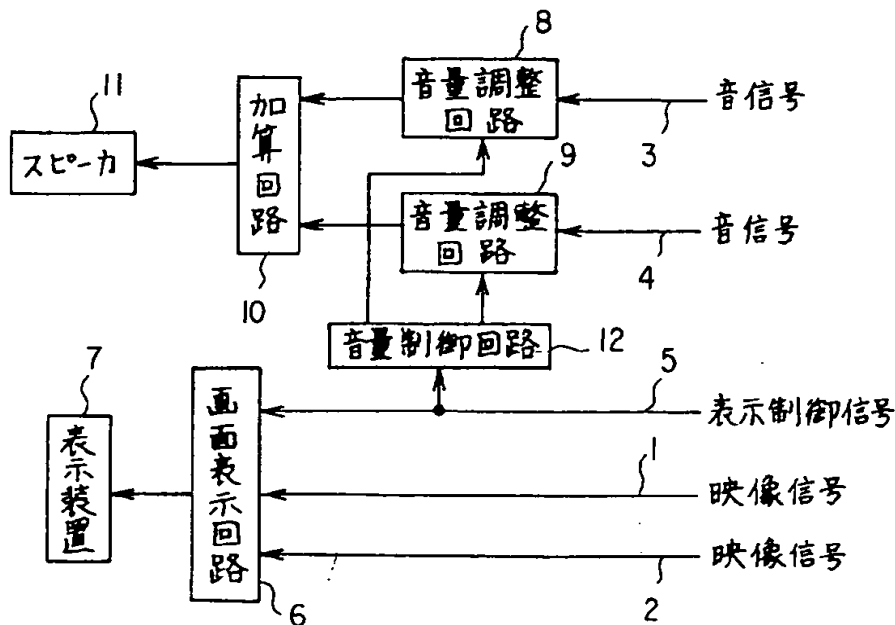 8
音量調整
回路
音信号
3
11
スピーカ
加算回路
10
9
音量調整
回路
音信号
4
音量制御回路
12
7
表示装置
画面表示回路
6
5
表示制御信号
1
映像信号
映像信号
2